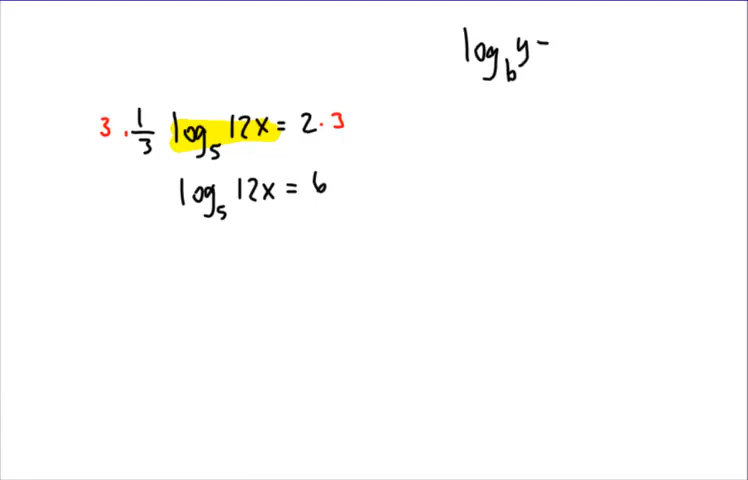 log_b y =
3 · 1/3 log_5 12x = 2 · 3
log_5 12x = 6